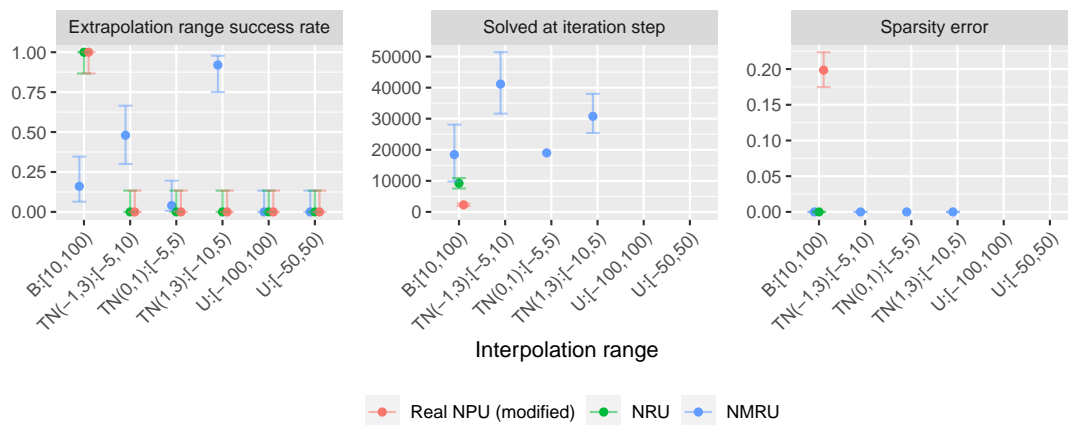 Extrapolation range success rate
Solved at iteration step
Sparsity error
1.00
0.75
0.50
0.25
0.00
50000
40000
30000
20000
10000
0
0.20
0.15
0.10
0.05
0.00
B:[10,100)
TN(−1,3):[−5,10)
TN(0,1):[−5,5)
TN(1,3):[−10,5)
U:[−100,100)
U:[−50,50)
B:[10,100)
TN(−1,3):[−5,10)
TN(0,1):[−5,5)
TN(1,3):[−10,5)
U:[−100,100)
U:[−50,50)
B:[10,100)
TN(−1,3):[−5,10)
TN(0,1):[−5,5)
TN(1,3):[−10,5)
U:[−100,100)
U:[−50,50)
Interpolation range
Real NPU (modified) NRU NMRU